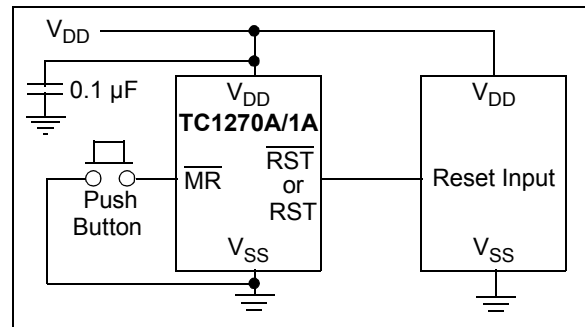 VDD
0.1 µF
VDD
TC1270A/1A
MR
RST
or
RST
VSS
Push
Button
VDD
Reset Input
VSS